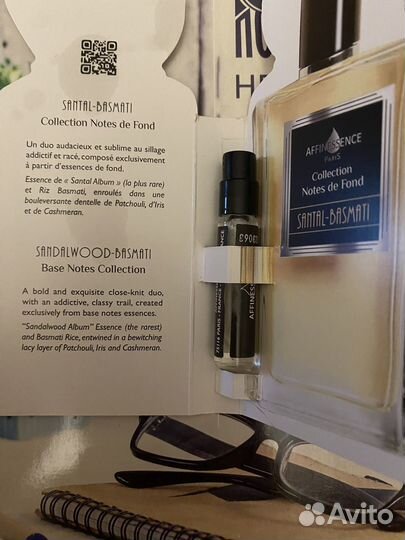 SANTAL-BASMATI
Collection Notes de Fond
Un duo audacieux et sublime au sillage
addictif et racé, composé exclusivement
à partir d'essences de fond.
Essence de « Santal Album » (la plus rare)
et Riz Basmati, enroulés dans une
bouleversante dentelle de Patchouli, d'Iris
et de Cashmeran.
SANDALWOOD-BASMATI
Base Notes Collection
A bold and exquisite close-knit duo,
with an addictive, classy trail, created
exclusively from base notes essences.
"Sandalwood Album" Essence (the rarest)
and Basmati Rice, entwined in a bewitching
lacy layer of Patchouli, Iris and Cashmeran.
AFFINESSENCE
PARIS
Collection
Notes de Fond
SANTAL-BASMATI
75116 PARIS - FRANCE -
Avito